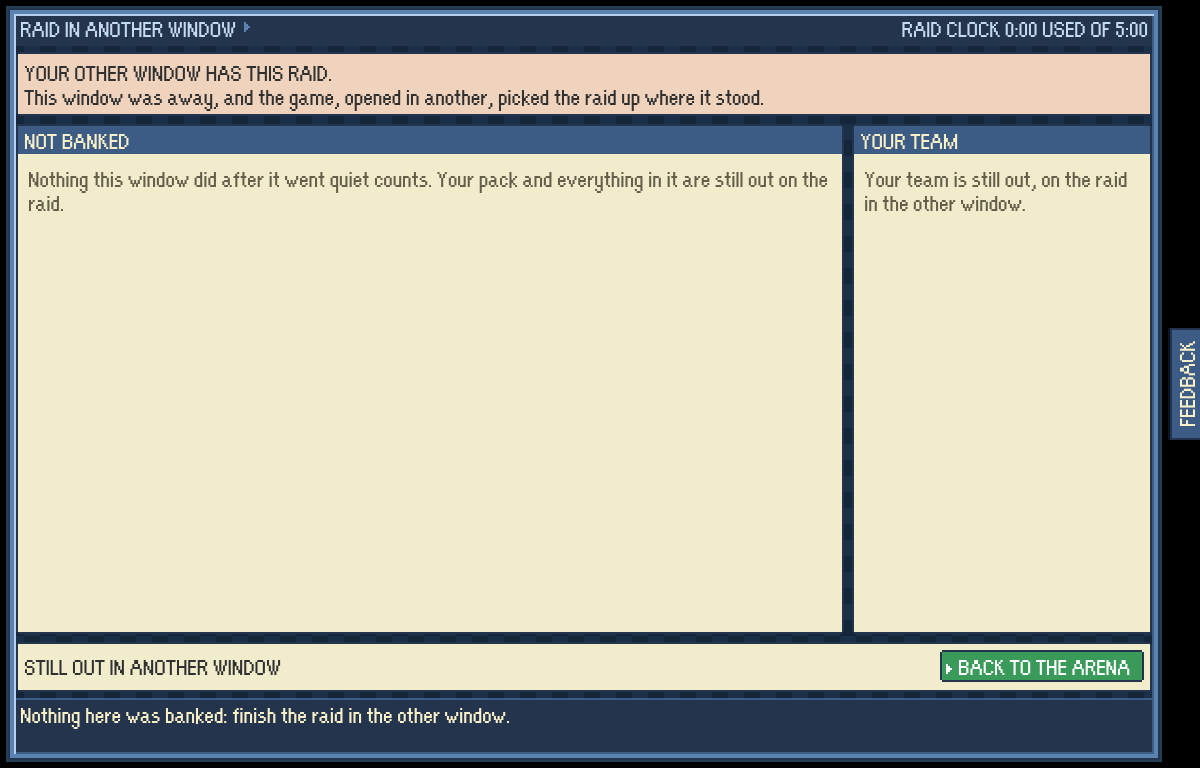 RAID IN ANOTHER WINDOW
RAID CLOCK 0:00 USED OF 5:00
YOUR OTHER WINDOW HAS THIS RAID.
This window was away, and the game, opened in another, picked the raid up where it stood.
NOT BANKED
Nothing this window did after it went quiet counts. Your pack and everything in it are still out on the
raid.
YOUR TEAM
Your team is still out, on the raid
in the other window.
STILL OUT IN ANOTHER WINDOW
BACK TO THE ARENA
Nothing here was banked: finish the raid in the other window.
FEEDBACK